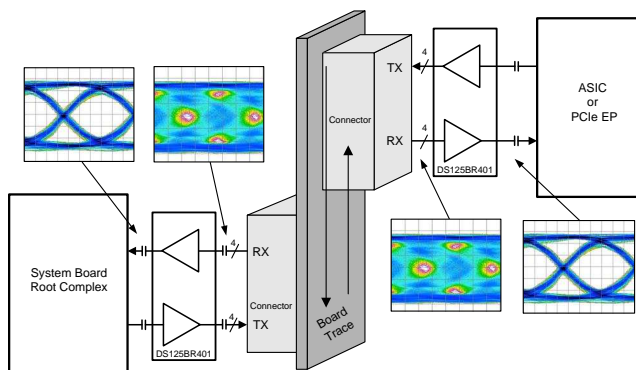 TX
4
Connector
RX
4
DS125BR401
ASIC
or
PCIe EP
System Board
Root Complex
4
RX
Connector
4
TX
DS125BR401
Board
Trace